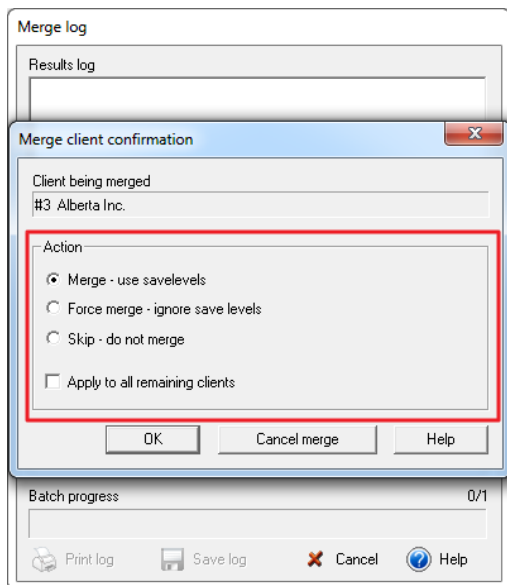 Merge log
Results log
Merge client confirmation
Client being merged
#3 Alberta Inc.
Action
Merge - use savelevels
Force merge - ignore save levels
Skip - do not merge
Apply to all remaining clients
OK Cancel merge Help
Batch progress 0/1
Print log Save log Cancel Help